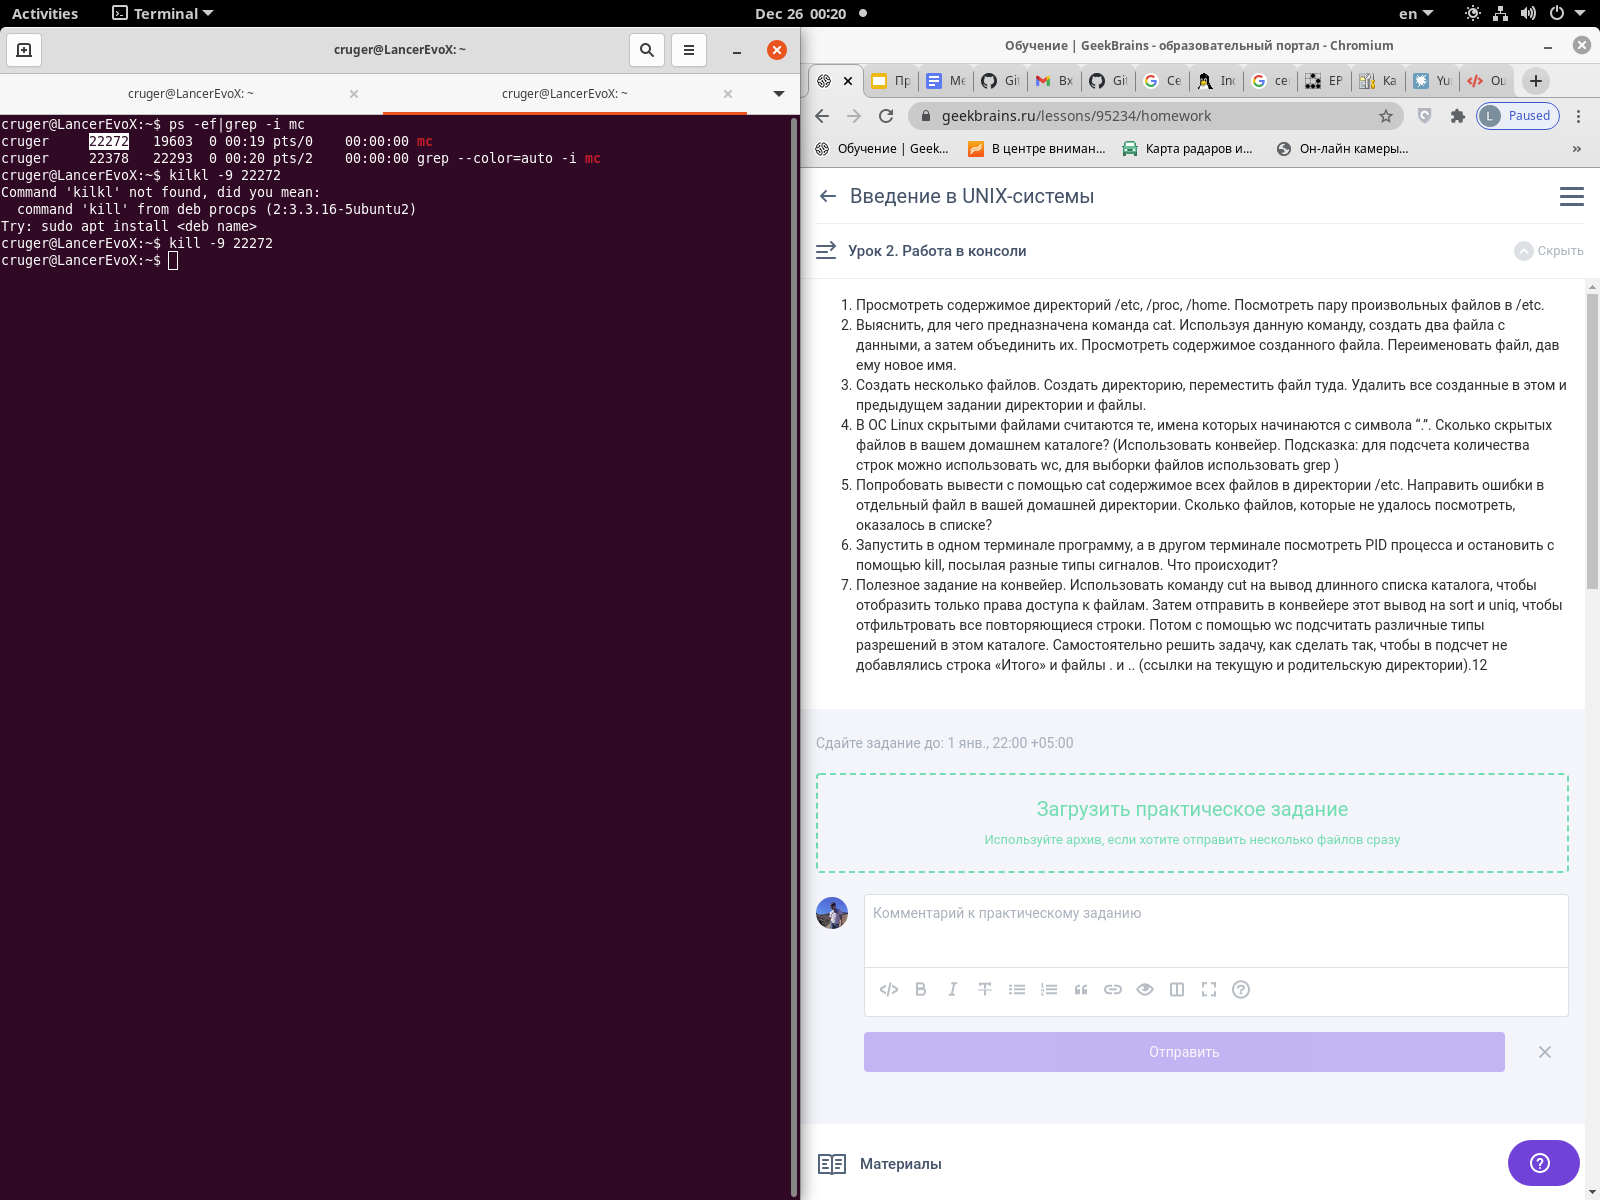 Activities
Terminal
Dec 26 00:20
en
cruger@LancerEvoX: ~
cruger@LancerEvoX: ~
cruger@LancerEvoX: ~
cruger@LancerEvoX:~$ ps -ef|grep -i mc
cruger 22272 19603 0 00:19 pts/0 00:00:00 mc
cruger 22378 22293 0 00:20 pts/2 00:00:00 grep --color=auto -i mc
cruger@LancerEvoX:~$ kilkl -9 22272
Command 'kilkl' not found, did you mean:
command 'kill' from deb procps (2:3.3.16-5ubuntu2)
Try: sudo apt install <deb name>
cruger@LancerEvoX:~$ kill -9 22272
cruger@LancerEvoX:~$
Обучение | GeekBrains - образовательный портал - Chromium
Пр
Ме
Git
Вх
Git
Се
Inc
се
EP
Ка
Yu
Ou
geekbrains.ru/lessons/95234/homework
L Paused
Обучение | Geek...
В центре вниман...
Карта радаров и...
Он-лайн камеры...
»
Введение в UNIX-системы
Урок 2. Работа в консоли
Скрыть
1. Просмотреть содержимое директорий /etc, /proc, /home. Посмотреть пару произвольных файлов в /etc.
2. Выяснить, для чего предназначена команда cat. Используя данную команду, создать два файла с
данными, а затем объединить их. Просмотреть содержимое созданного файла. Переименовать файл, дав
ему новое имя.
3. Создать несколько файлов. Создать директорию, переместить файл туда. Удалить все созданные в этом и
предыдущем задании директории и файлы.
4. В ОС Linux скрытыми файлами считаются те, имена которых начинаются с символа “.”. Сколько скрытых
файлов в вашем домашнем каталоге? (Использовать конвейер. Подсказка: для подсчета количества
строк можно использовать wc, для выборки файлов использовать grep )
5. Попробовать вывести с помощью cat содержимое всех файлов в директории /etc. Направить ошибки в
отдельный файл в вашей домашней директории. Сколько файлов, которые не удалось посмотреть,
оказалось в списке?
6. Запустить в одном терминале программу, а в другом терминале посмотреть PID процесса и остановить с
помощью kill, посылая разные типы сигналов. Что происходит?
7. Полезное задание на конвейер. Использовать команду cut на вывод длинного списка каталога, чтобы
отобразить только права доступа к файлам. Затем отправить в конвейере этот вывод на sort и uniq, чтобы
отфильтровать все повторяющиеся строки. Потом с помощью wc подсчитать различные типы
разрешений в этом каталоге. Самостоятельно решить задачу, как сделать так, чтобы в подсчет не
добавлялись строка «Итого» и файлы . и .. (ссылки на текущую и родительскую директории).12
Сдайте задание до: 1 янв., 22:00 +05:00
Загрузить практическое задание
Используйте архив, если хотите отправить несколько файлов сразу
Комментарий к практическому заданию
Отправить
Материалы